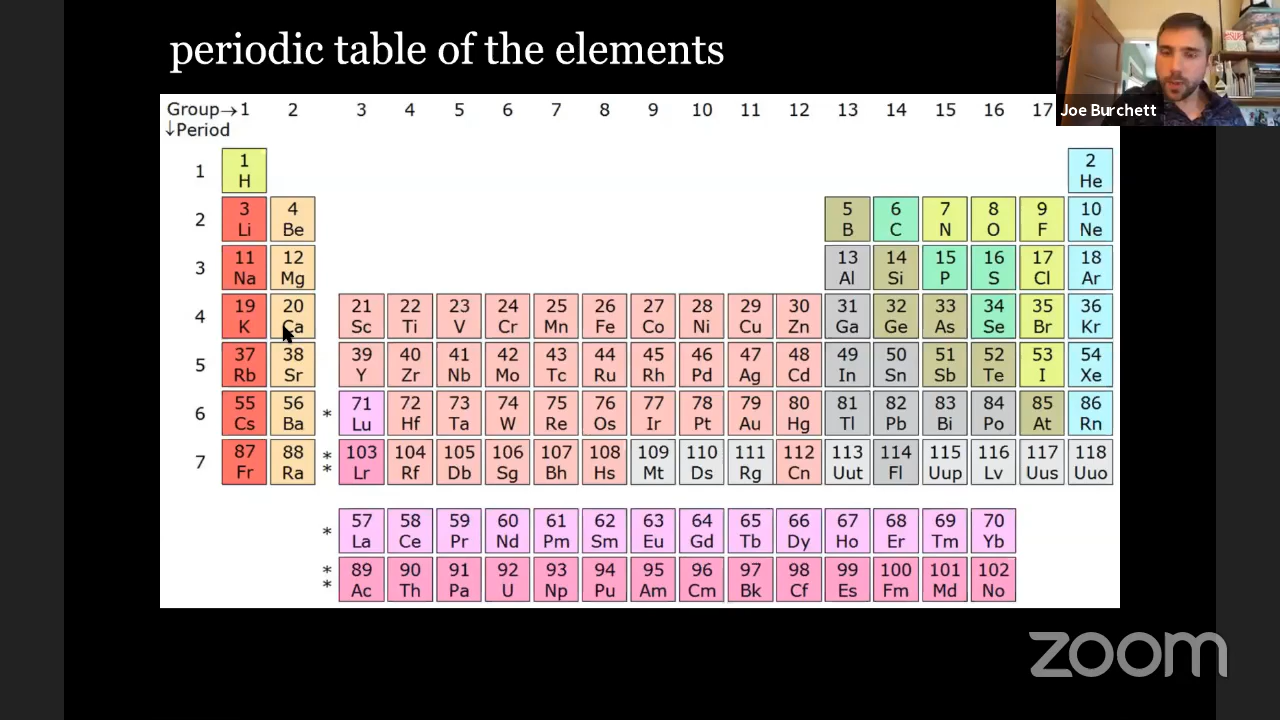 periodic table of the elements
Joe Burchett
Group→ 1 2 3 4 5 6 7 8 9 10 11 12 13 14 15 16 17
↓Period
1 1 2
H He
2 3 4 5 6 7 8 9 10
Li Be B C N O F Ne
3 11 12 13 14 15 16 17 18
Na Mg Al Si P S Cl Ar
4 19 20 21 22 23 24 25 26 27 28 29 30 31 32 33 34 35 36
K Ca Sc Ti V Cr Mn Fe Co Ni Cu Zn Ga Ge As Se Br Kr
5 37 38 39 40 41 42 43 44 45 46 47 48 49 50 51 52 53 54
Rb Sr Y Zr Nb Mo Tc Ru Rh Pd Ag Cd In Sn Sb Te I Xe
6 55 56 * 71 72 73 74 75 76 77 78 79 80 81 82 83 84 85 86
Cs Ba Lu Hf Ta W Re Os Ir Pt Au Hg Tl Pb Bi Po At Rn
7 87 88 * 103 104 105 106 107 108 109 110 111 112 113 114 115 116 117 118
Fr Ra * Lr Rf Db Sg Bh Hs Mt Ds Rg Cn Uut Fl Uup Lv Uus Uuo
* 57 58 59 60 61 62 63 64 65 66 67 68 69 70
La Ce Pr Nd Pm Sm Eu Gd Tb Dy Ho Er Tm Yb
* 89 90 91 92 93 94 95 96 97 98 99 100 101 102
* Ac Th Pa U Np Pu Am Cm Bk Cf Es Fm Md No
zoom